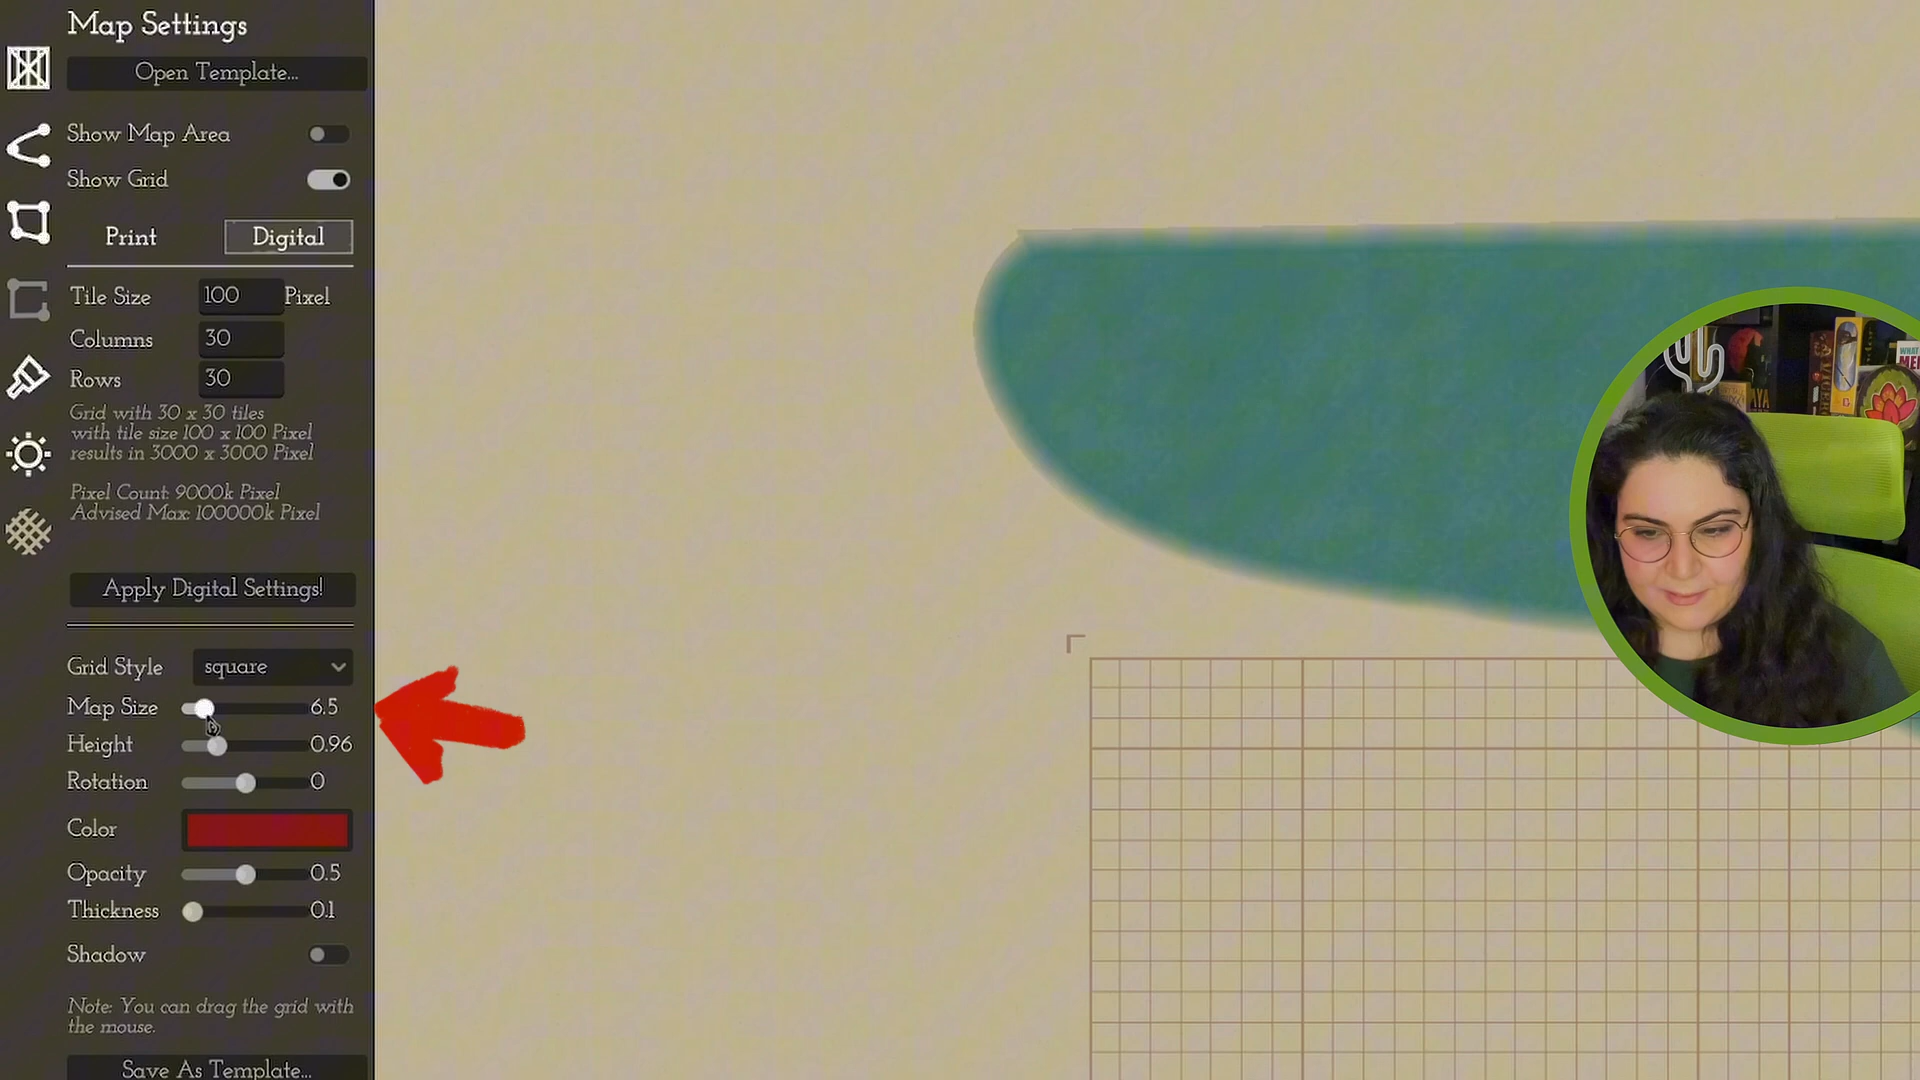 Map Settings
Open Template...
Show Map Area
Show Grid
Print Digital
Tile Size 100 Pixel
Columns 30
Rows 30
Grid with 30 x 30 tiles
with tile size 100 x 100 Pixel
results in 3000 x 3000 Pixel
Pixel Count: 9000k Pixel
Advised Max: 100000k Pixel
Apply Digital Settings!
Grid Style square
Map Size 6.5
Height 0.96
Rotation 0
Color
Opacity 0.5
Thickness 0.1
Shadow
Note: You can drag the grid with
the mouse.
Save As Template...
WHAT